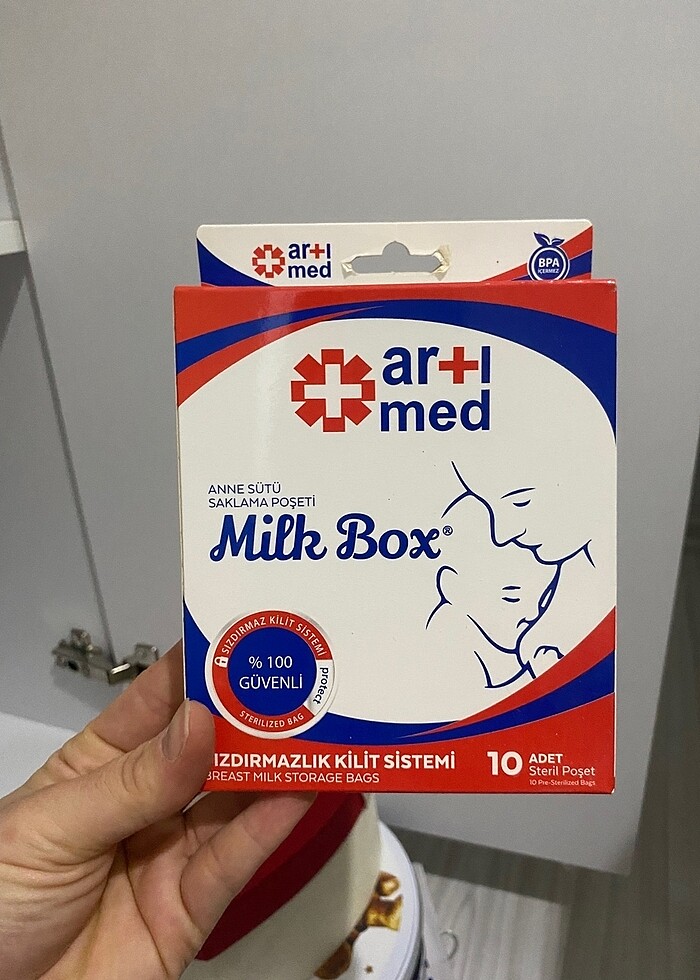 ar+ı
med
BPA
İÇERMEZ
ar+ı
med
ANNE SÜTÜ
SAKLAMA POŞETİ
Milk Box®
SIZDIRMAZ KİLİT SİSTEMİ
% 100
GÜVENLİ
protect
STERILIZED BAG
SIZDIRMAZLIK KİLİT SİSTEMİ
BREAST MILK STORAGE BAGS
10 ADET
Steril Poşet
10 Pre-Sterilized Bags